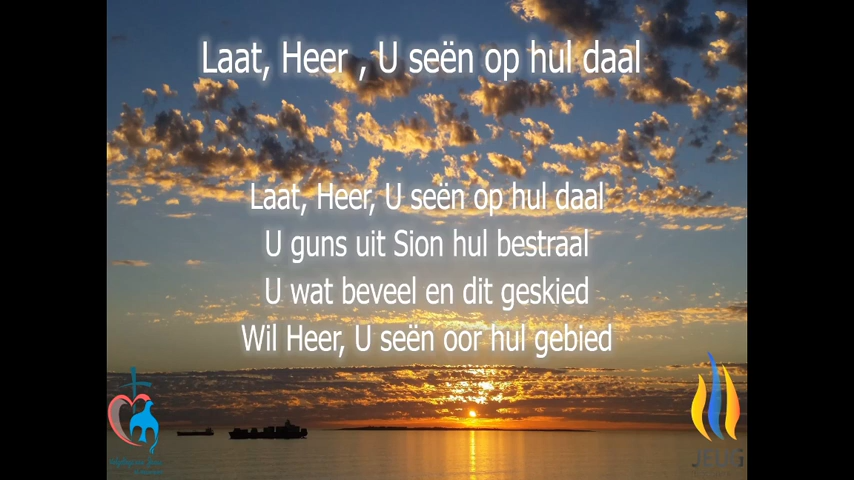 Laat, Heer , U seën op hul daal
Laat, Heer, U seën op hul daal
U guns uit Sion hul bestraal
U wat beveel en dit geskied
Wil Heer, U seën oor hul gebied